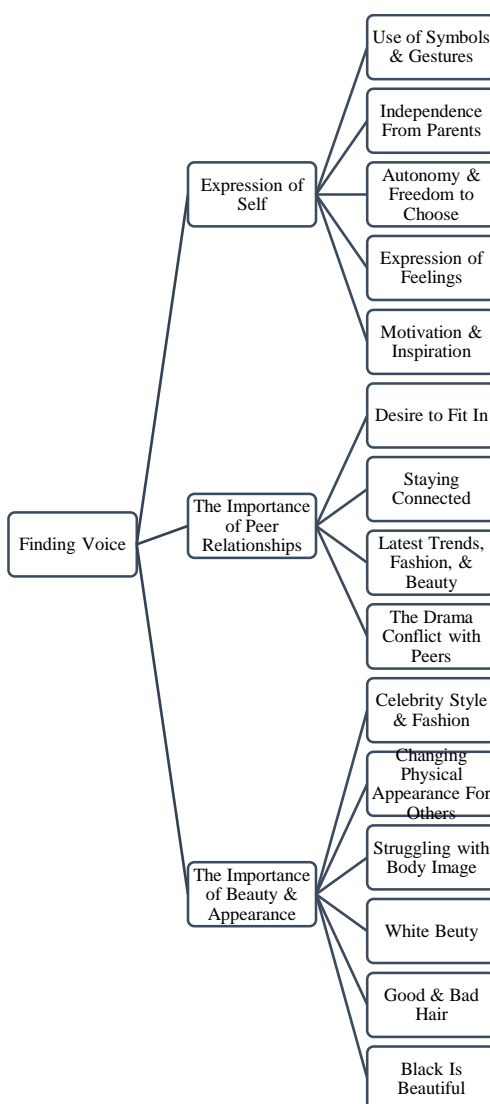 Use of Symbols
& Gestures
Independence
From Parents
Autonomy &
Freedom to
Choose
Expression of
Feelings
Motivation &
Inspiration
Expression of
Self
Desire to Fit In
Staying
Connected
Latest Trends,
Fashion, &
Beauty
The Drama
Conflict with
Peers
The Importance
of Peer
Relationships
Finding Voice
Celebrity Style
& Fashion
Changing
Physical
Appearance For
Others
Struggling with
Body Image
White Beuty
Good & Bad
Hair
Black Is
Beautiful
The Importance
of Beauty &
Appearance